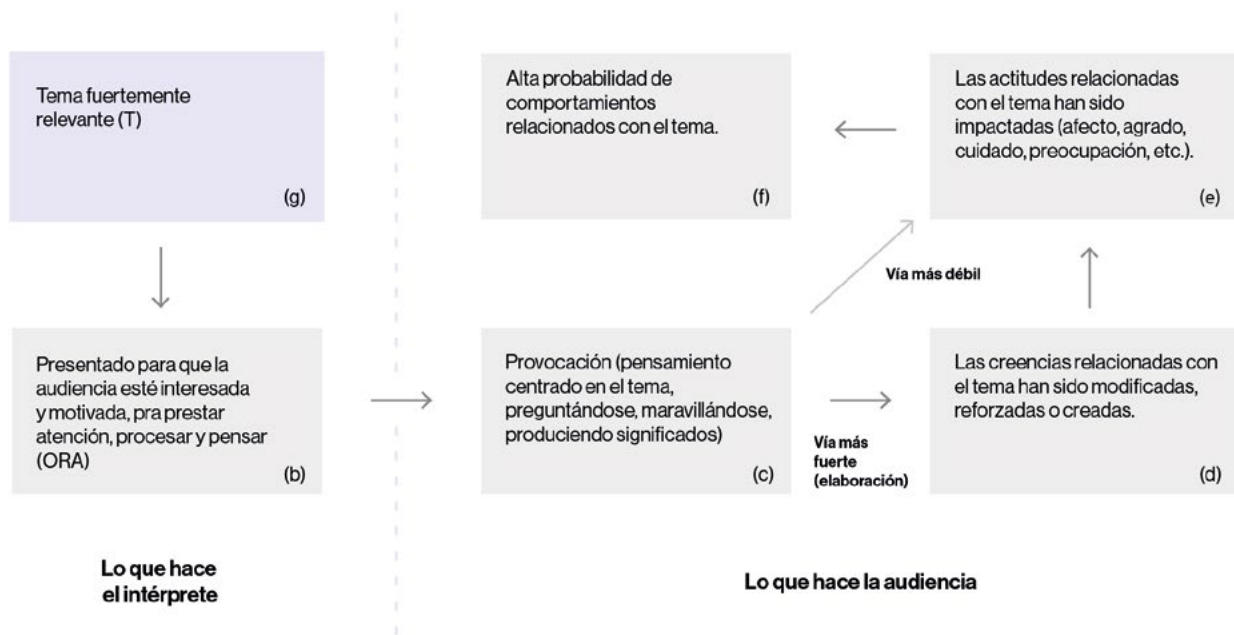 Tema fuertemente
relevante (T)
(g)
Presentado para que la
audiencia esté interesada
y motivada, pra prestar
atención, procesar y pensar
(ORA)
(b)
Lo que hace
el intérprete
Alta probabilidad de
comportamientos
relacionados con el tema.
(f)
Las actitudes relacionadas
con el tema han sido
impactadas (afecto, agrado,
cuidado, preocupación, etc.).
(e)
Vía más débil
Provocación (pensamiento
centrado en el tema,
preguntándose, maravillándose,
produciendo significados)
(c)
Vía más
fuerte
(elaboración)
Las creencias relacionadas con
el tema han sido modificadas,
reforzadas o creadas.
(d)
Lo que hace la audiencia